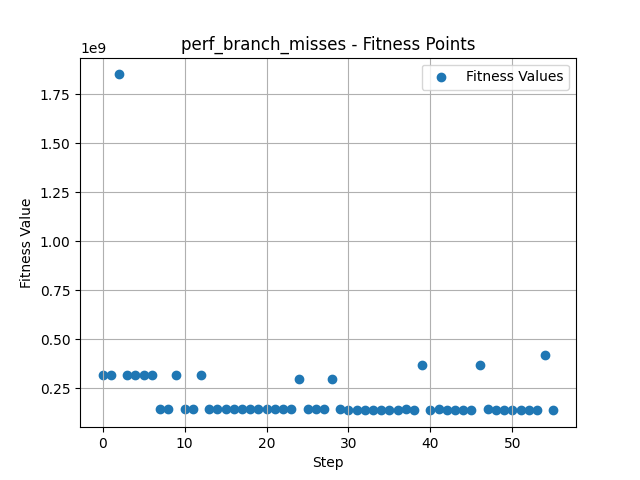 perf_branch_misses - Fitness Points
1e9
Fitness Values
1.75
1.50
1.25
1.00
0.75
0.50
0.25
Fitness Value
0 10 20 30 40 50
Step